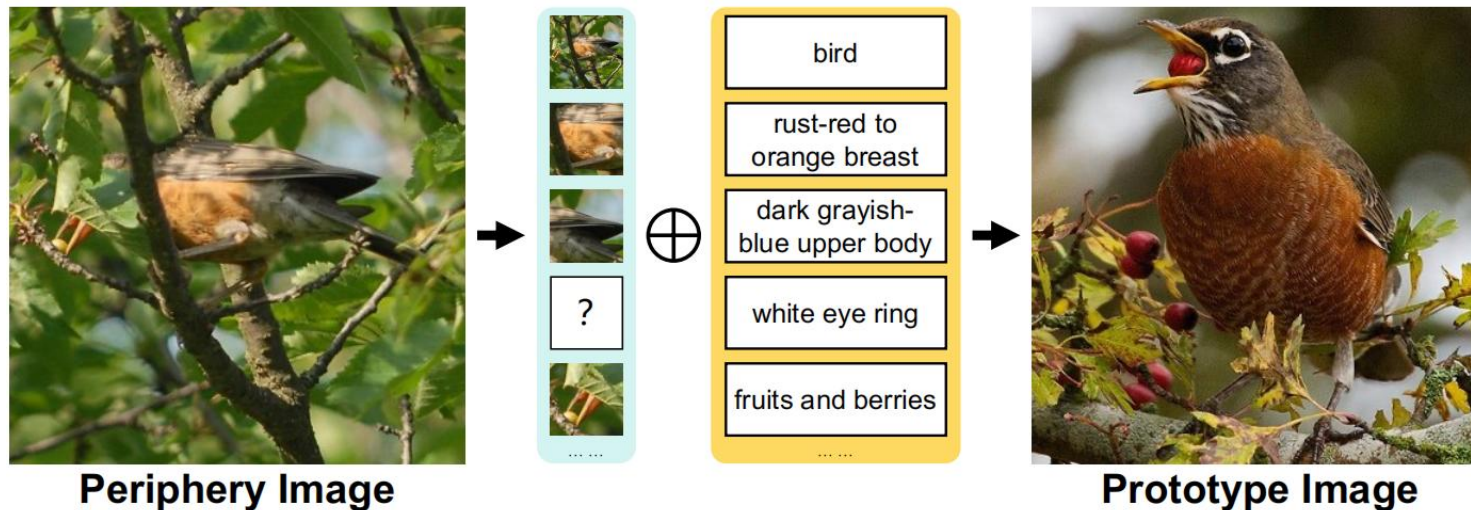 bird
rust-red to
orange breast
dark grayish-
blue upper body
?
white eye ring
fruits and berries
... ...
... ...
Periphery Image
Prototype Image